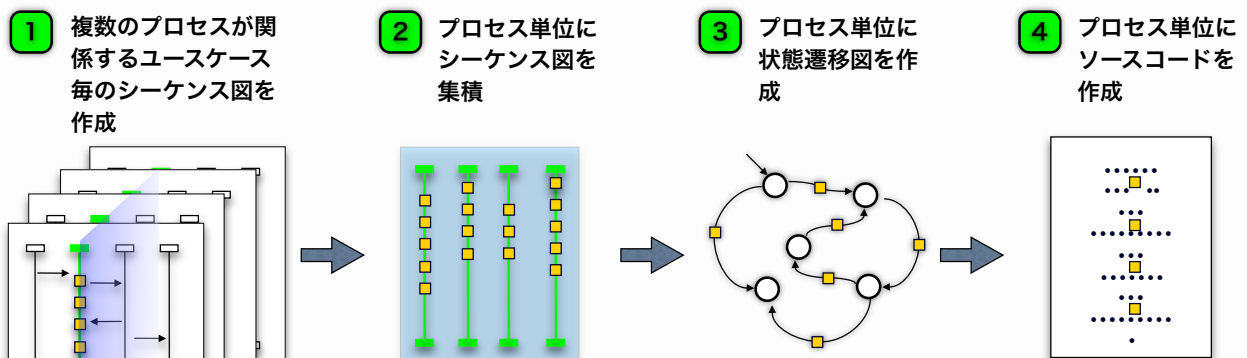 1
複数のプロセスが関
係するユースケース
毎のシーケンス図を
作成
2
プロセス単位に
シーケンス図を
集積
3
プロセス単位に
状態遷移図を作
成
4
プロセス単位に
ソースコードを
作成